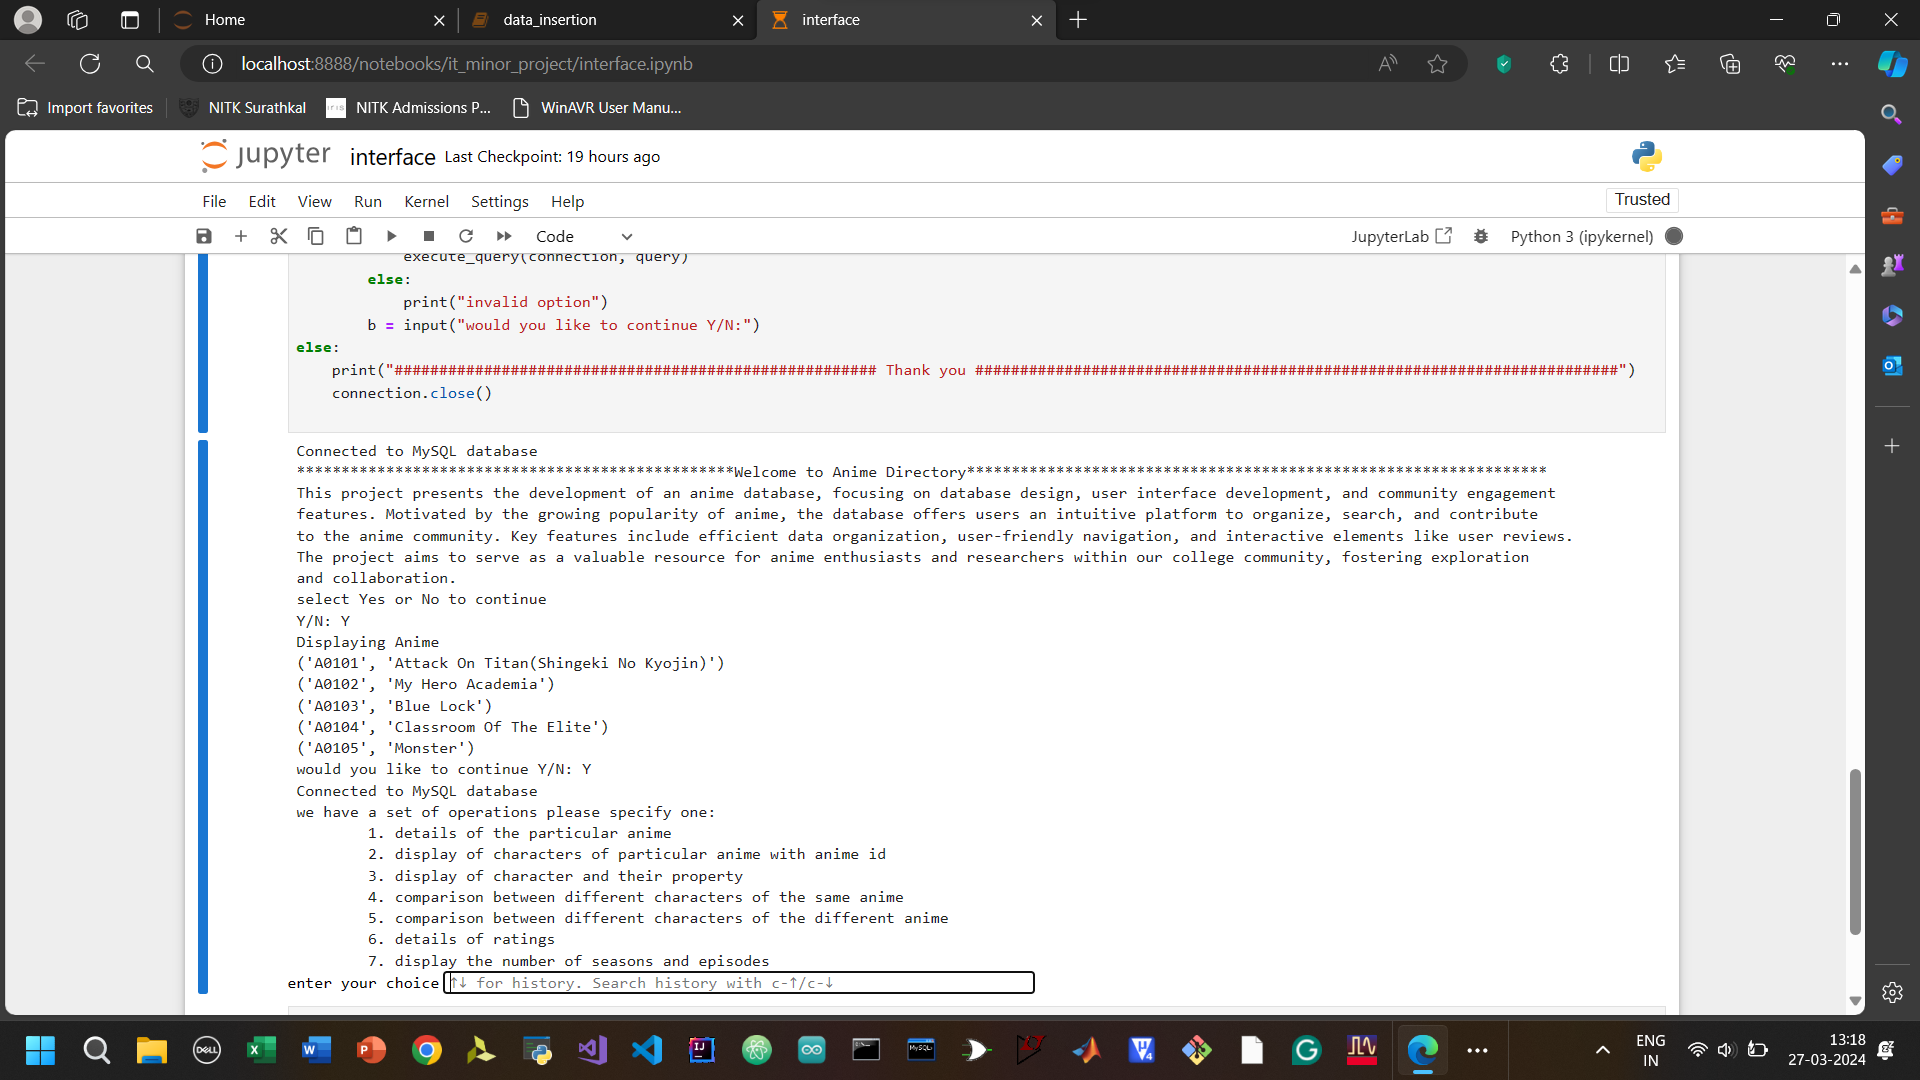 Home
data_insertion
interface
localhost:8888/notebooks/it_minor_project/interface.ipynb
Import favorites
NITK Surathkal
NITK Admissions P...
WinAVR User Manu...
jupyter interface Last Checkpoint: 19 hours ago
File Edit View Run Kernel Settings Help
Trusted
Code
JupyterLab
Python 3 (ipykernel)
execute_query(connection, query)
else:
print("invalid option")
b = input("would you like to continue Y/N:")
else:
print("###################################################### Thank you ########################################################################")
connection.close()
Connected to MySQL database
*************************************************Welcome to Anime Directory*****************************************************************
This project presents the development of an anime database, focusing on database design, user interface development, and community engagement
features. Motivated by the growing popularity of anime, the database offers users an intuitive platform to organize, search, and contribute
to the anime community. Key features include efficient data organization, user-friendly navigation, and interactive elements like user reviews.
The project aims to serve as a valuable resource for anime enthusiasts and researchers within our college community, fostering exploration
and collaboration.
select Yes or No to continue
Y/N: Y
Displaying Anime
('A0101', 'Attack On Titan(Shingeki No Kyojin)')
('A0102', 'My Hero Academia')
('A0103', 'Blue Lock')
('A0104', 'Classroom Of The Elite')
('A0105', 'Monster')
would you like to continue Y/N: Y
Connected to MySQL database
we have a set of operations please specify one:
1. details of the particular anime
2. display of characters of particular anime with anime id
3. display of character and their property
4. comparison between different characters of the same anime
5. comparison between different characters of the different anime
6. details of ratings
7. display the number of seasons and episodes
enter your choice ↑↓ for history. Search history with c-↑/c-↓
ENG
IN
13:18
27-03-2024